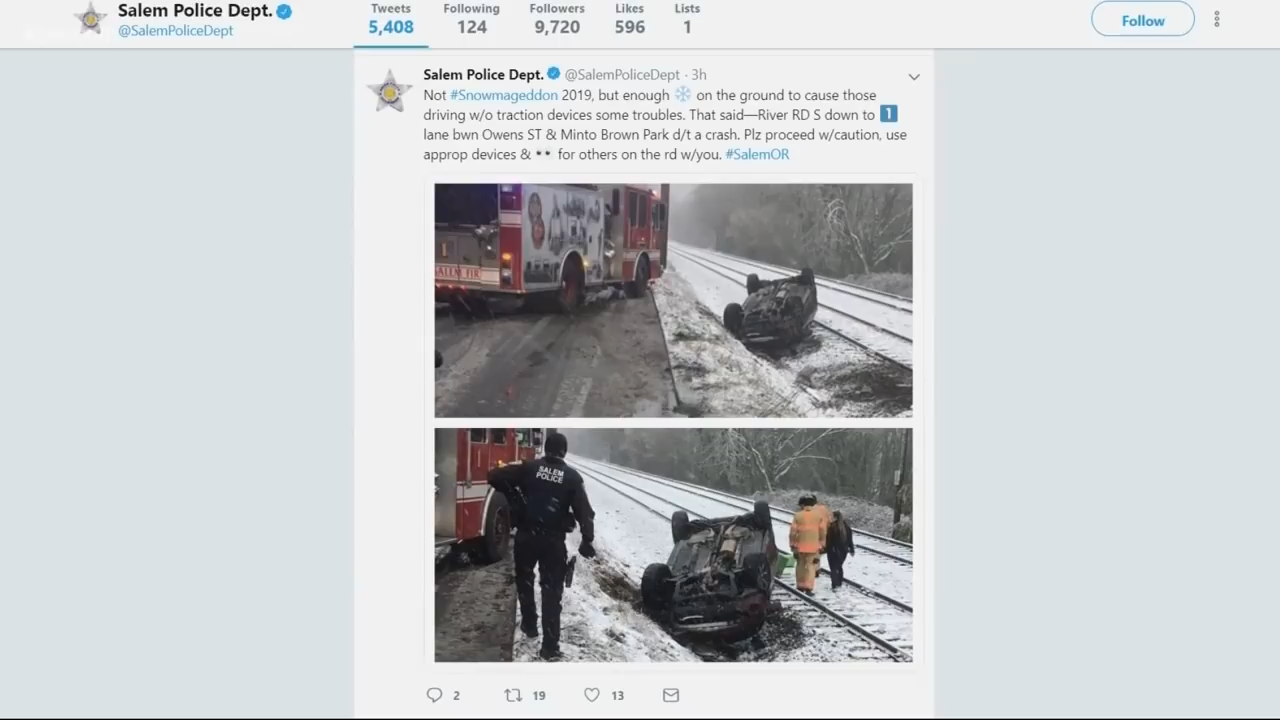 Salem Police Dept.
@SalemPoliceDept
Tweets Following Followers Likes Lists
5,408 124 9,720 596 1
Follow
Salem Police Dept. @SalemPoliceDept · 3h
Not #Snowmageddon 2019, but enough ❄️ on the ground to cause those
driving w/o traction devices some troubles. That said—River RD S down to 1️⃣
lane bwn Owens ST & Minto Brown Park d/t a crash. Plz proceed w/caution, use
approp devices & 👀 for others on the rd w/you. #SalemOR
SALEM FIRE
SALEM
POLICE
2 19 13